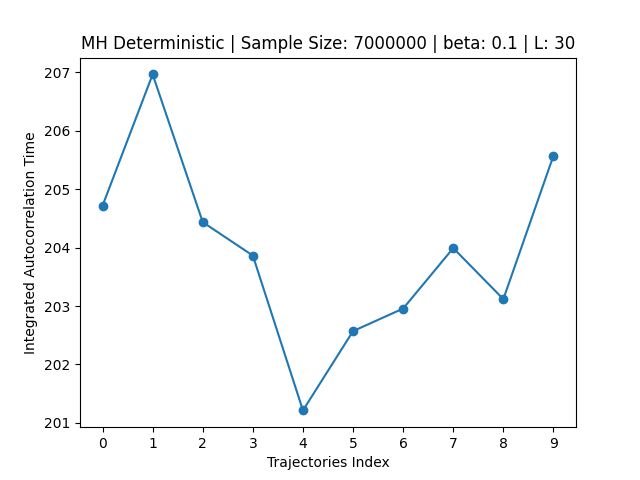 MH Deterministic | Sample Size: 7000000 | beta: 0.1 | L: 30
Integrated Autocorrelation Time
207
206
205
204
203
202
201
0 1 2 3 4 5 6 7 8 9
Trajectories Index